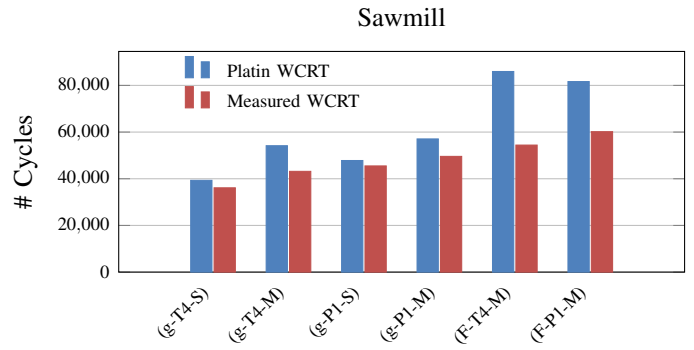 Sawmill
# Cycles
80,000
60,000
40,000
20,000
0
Platin WCRT
Measured WCRT
(g-T4-S)
(g-T4-M)
(g-P1-S)
(g-P1-M)
(F-T4-M)
(F-P1-M)